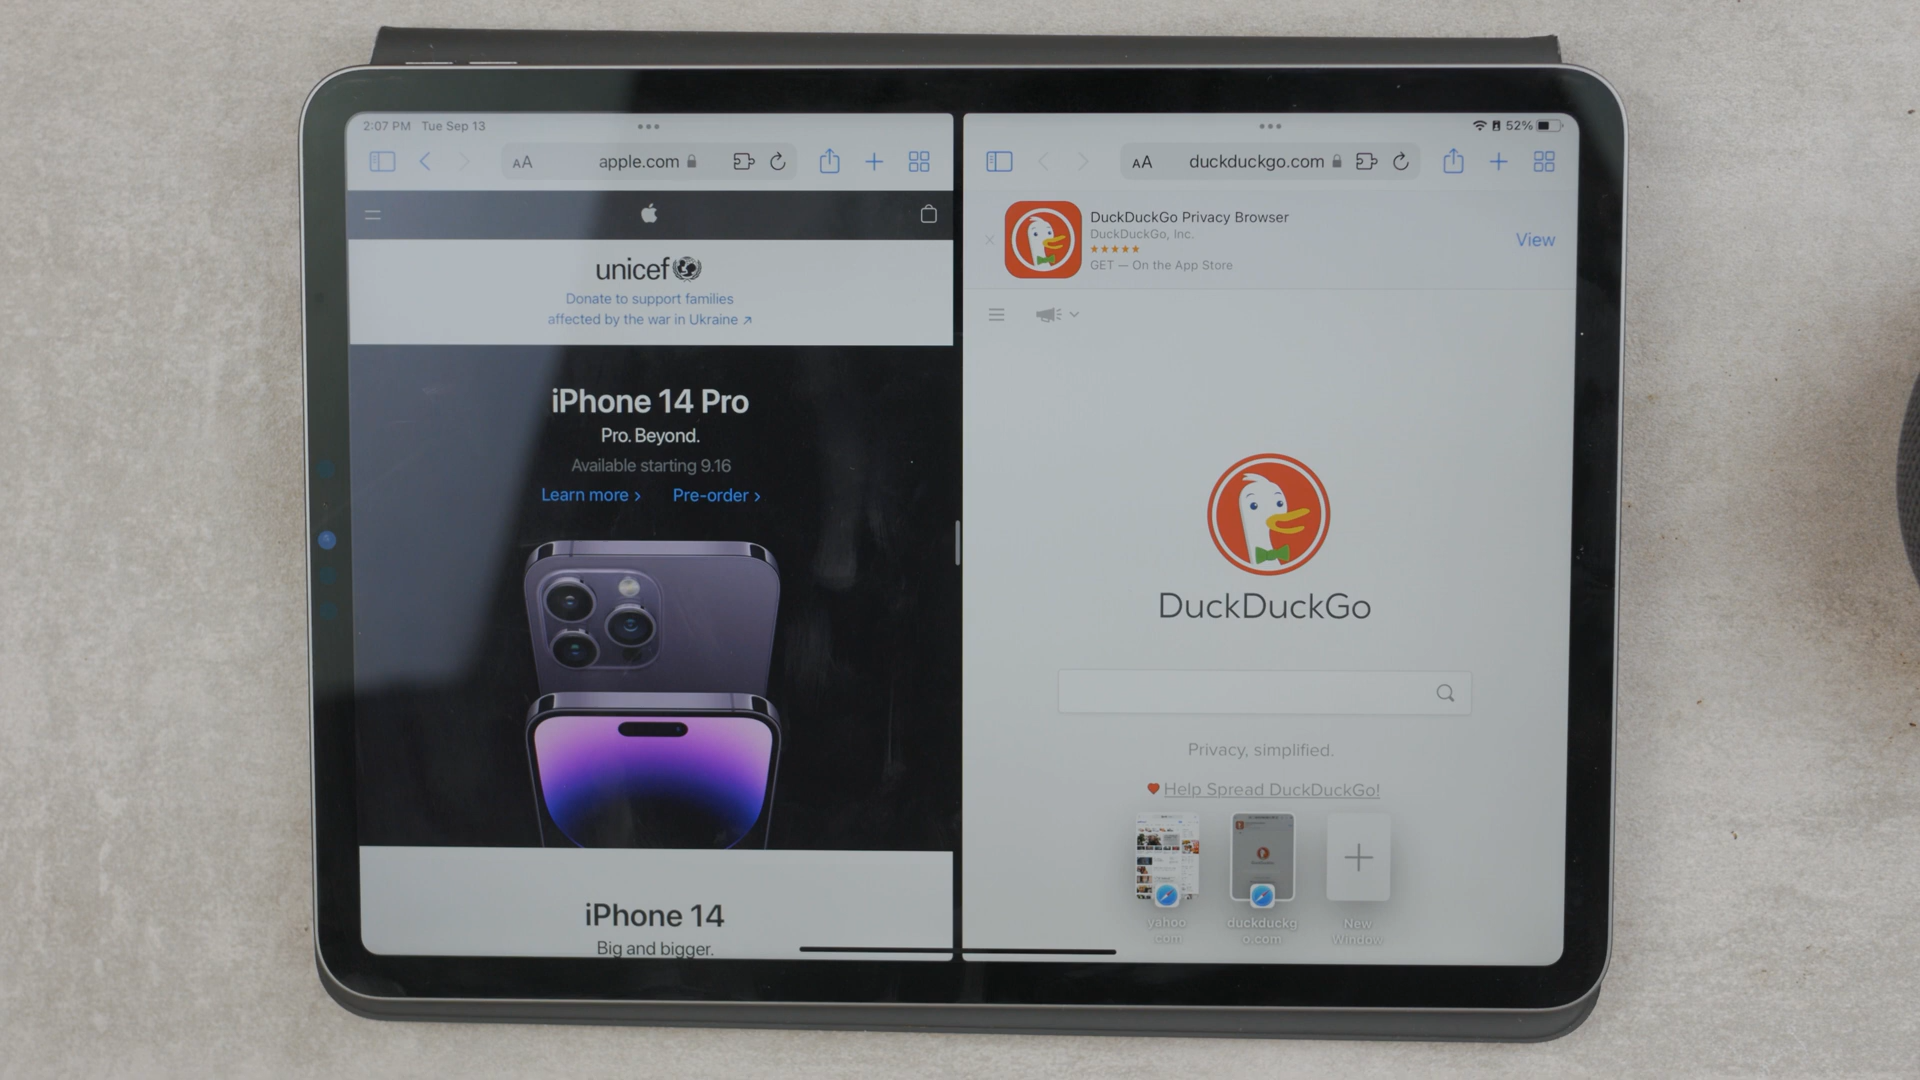 2:07 PM Tue Sep 13
AA apple.com
unicef
Donate to support families
affected by the war in Ukraine ↗
iPhone 14 Pro
Pro. Beyond.
Available starting 9.16
Learn more > Pre-order >
iPhone 14
Big and bigger.
52%
AA duckduckgo.com
DuckDuckGo Privacy Browser
DuckDuckGo, Inc.
★★★★★
GET — On the App Store
View
DuckDuckGo
Privacy, simplified.
Help Spread DuckDuckGo!
yahoo
com
duckduckg
o.com
New
Window